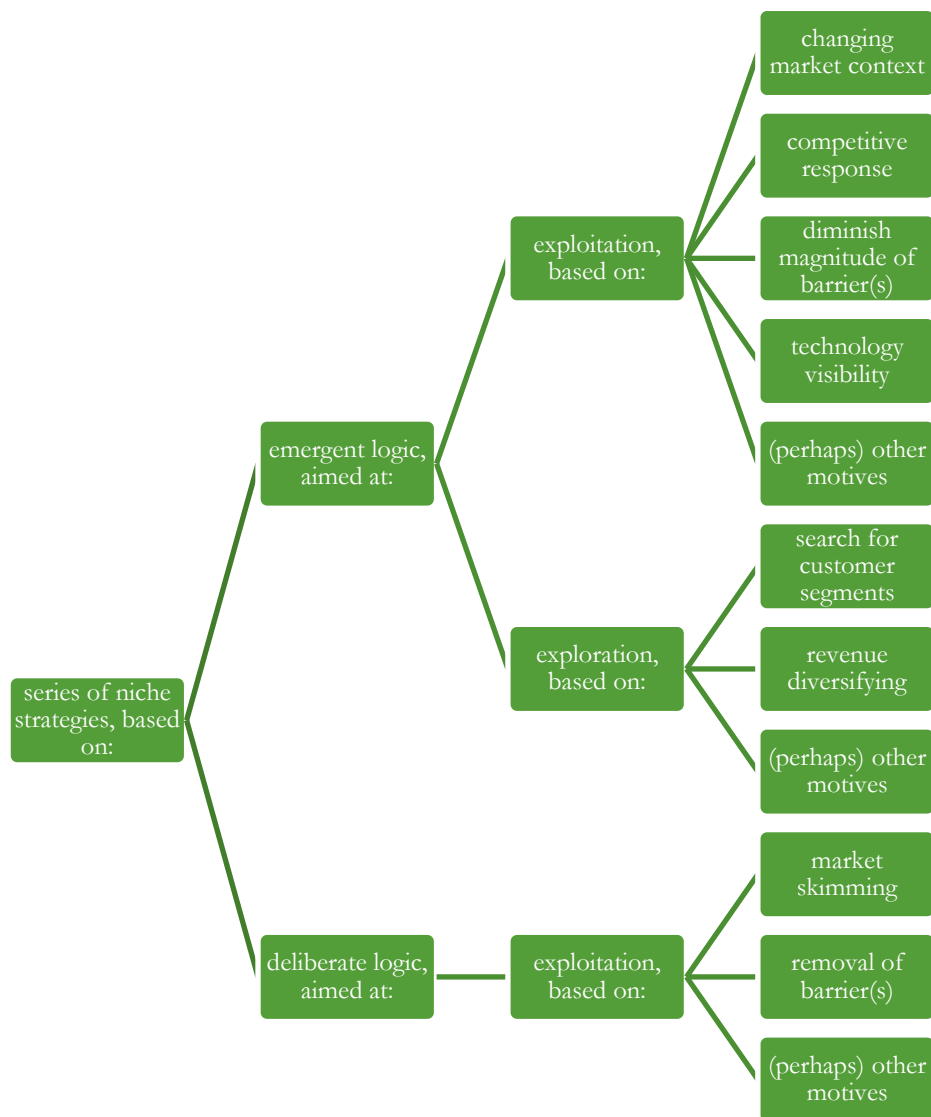 series of niche
strategies, based
on:
emergent logic,
aimed at:
exploitation,
based on:
changing
market context
competitive
response
diminish
magnitude of
barrier(s)
technology
visibility
(perhaps) other
motives
exploration,
based on:
search for
customer
segments
revenue
diversifying
(perhaps) other
motives
deliberate logic,
aimed at:
exploitation,
based on:
market
skimming
removal of
barrier(s)
(perhaps) other
motives